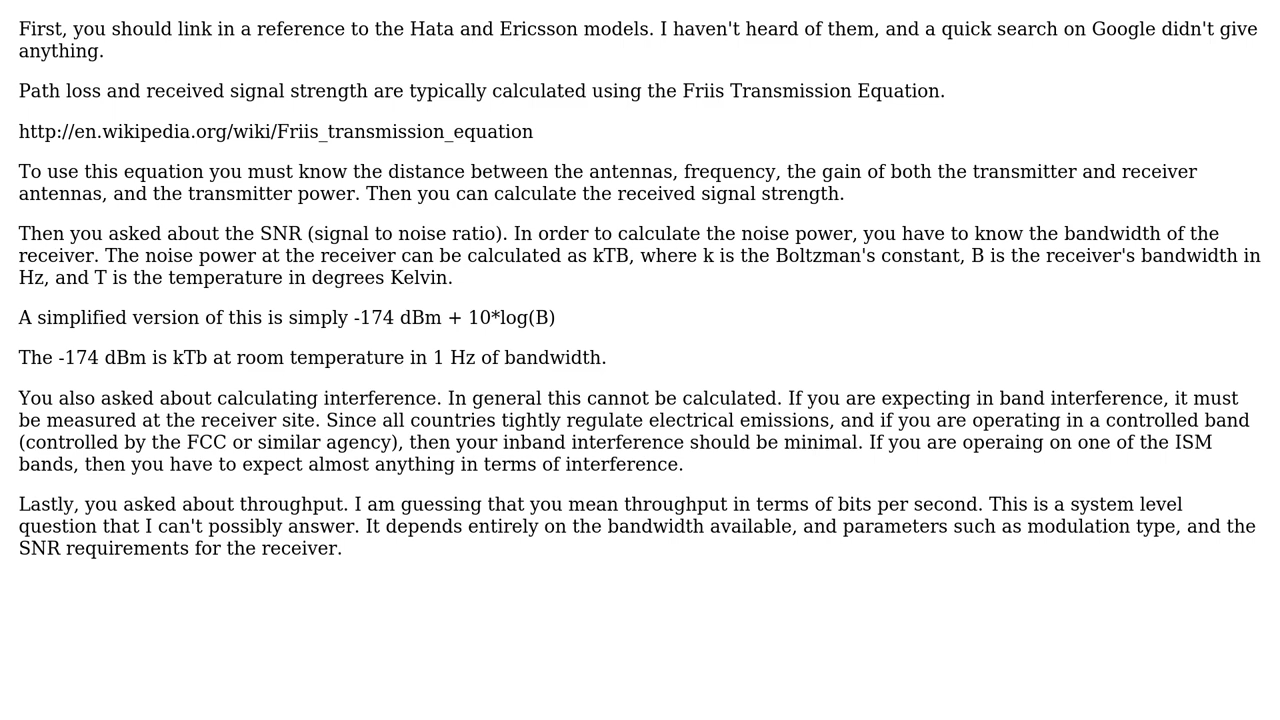 First, you should link in a reference to the Hata and Ericsson models. I haven't heard of them, and a quick search on Google didn't give
anything.
Path loss and received signal strength are typically calculated using the Friis Transmission Equation.
http://en.wikipedia.org/wiki/Friis_transmission_equation
To use this equation you must know the distance between the antennas, frequency, the gain of both the transmitter and receiver
antennas, and the transmitter power. Then you can calculate the received signal strength.
Then you asked about the SNR (signal to noise ratio). In order to calculate the noise power, you have to know the bandwidth of the
receiver. The noise power at the receiver can be calculated as kTB, where k is the Boltzman's constant, B is the receiver's bandwidth in
Hz, and T is the temperature in degrees Kelvin.
A simplified version of this is simply -174 dBm + 10*log(B)
The -174 dBm is kTb at room temperature in 1 Hz of bandwidth.
You also asked about calculating interference. In general this cannot be calculated. If you are expecting in band interference, it must
be measured at the receiver site. Since all countries tightly regulate electrical emissions, and if you are operating in a controlled band
(controlled by the FCC or similar agency), then your inband interference should be minimal. If you are operaing on one of the ISM
bands, then you have to expect almost anything in terms of interference.
Lastly, you asked about throughput. I am guessing that you mean throughput in terms of bits per second. This is a system level
question that I can't possibly answer. It depends entirely on the bandwidth available, and parameters such as modulation type, and the
SNR requirements for the receiver.